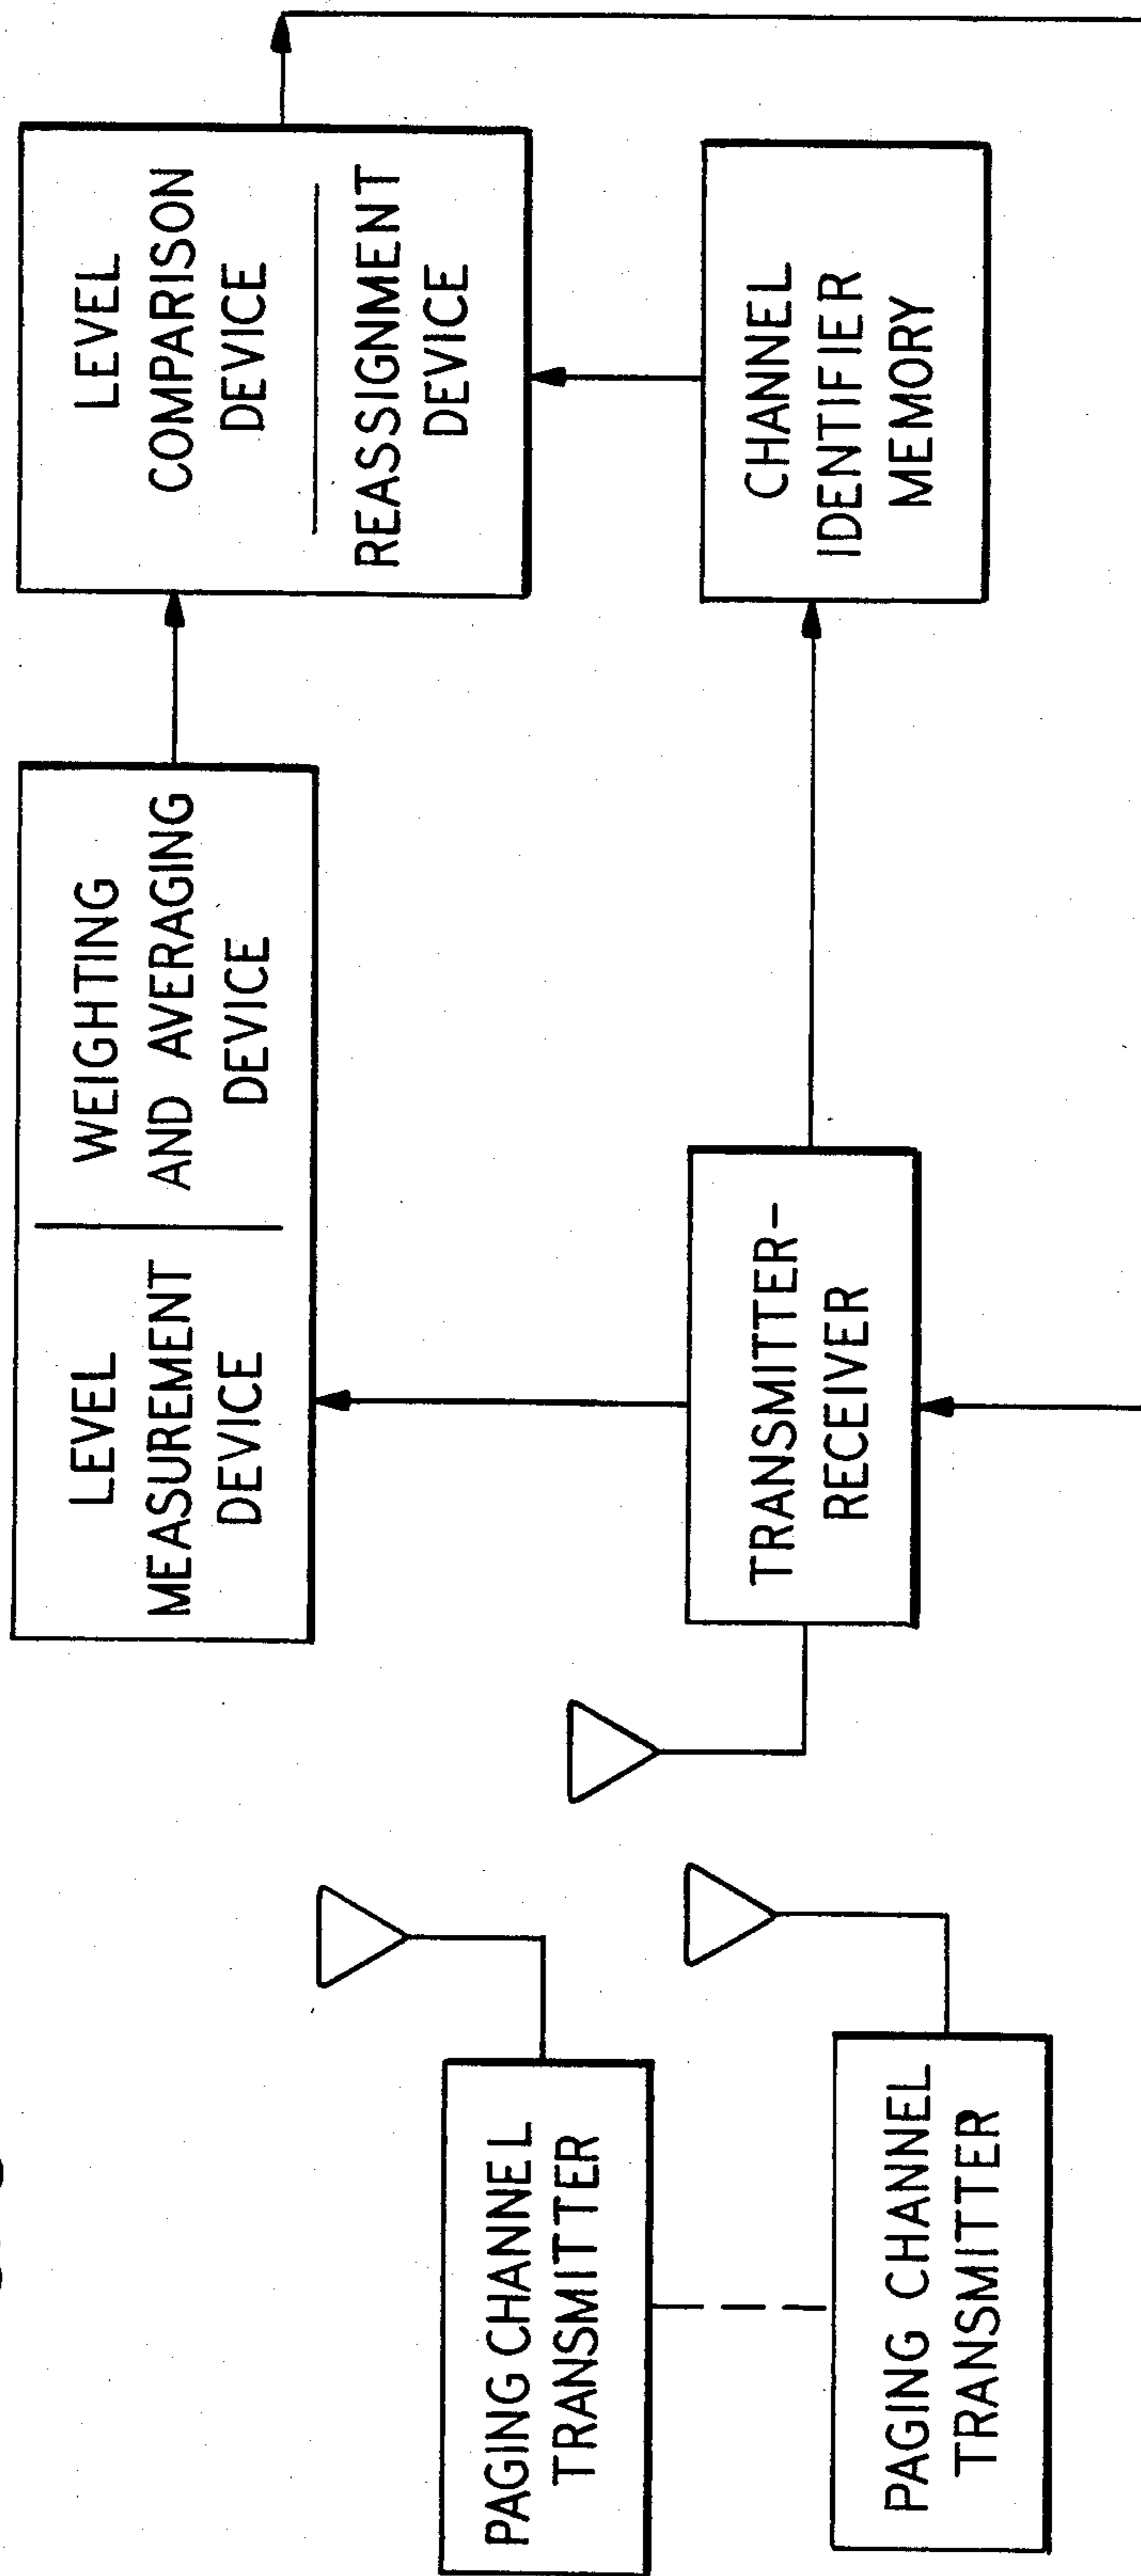 LEVEL
MEASUREMENT
DEVICE
WEIGHTING
AND AVERAGING
DEVICE
LEVEL
COMPARISON
DEVICE
REASSIGNMENT
DEVICE
PAGING CHANNEL
TRANSMITTER
PAGING CHANNEL
TRANSMITTER
TRANSMITTER-
RECEIVER
CHANNEL
IDENTIFIER
MEMORY